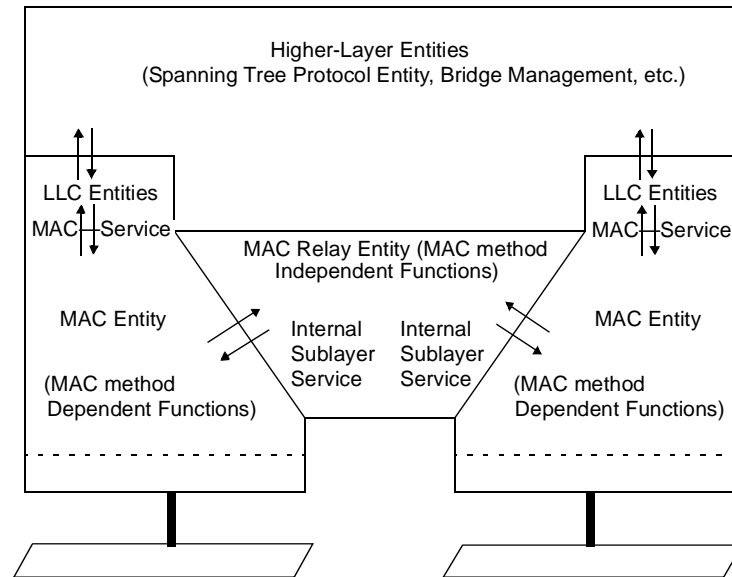 Higher-Layer Entities
(Spanning Tree Protocol Entity, Bridge Management, etc.)
LLC Entities
MAC Service
LLC Entities
MAC Service
MAC Relay Entity (MAC method
Independent Functions)
MAC Entity
(MAC method
Dependent Functions)
Internal
Sublayer
Service
Internal
Sublayer
Service
MAC Entity
(MAC method
Dependent Functions)